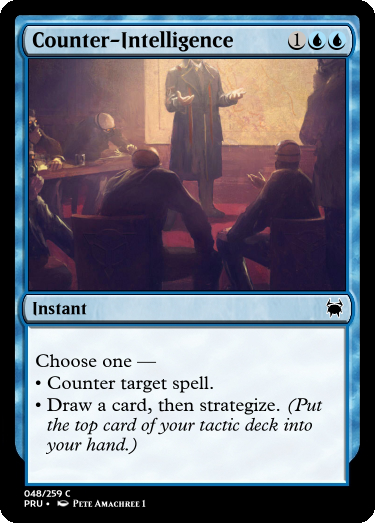 Counter-Intelligence 1
Instant
Choose one —
• Counter target spell.
• Draw a card, then strategize. (Put
the top card of your tactic deck into
your hand.)
048/259 C
PRU • Pete Amachree 1